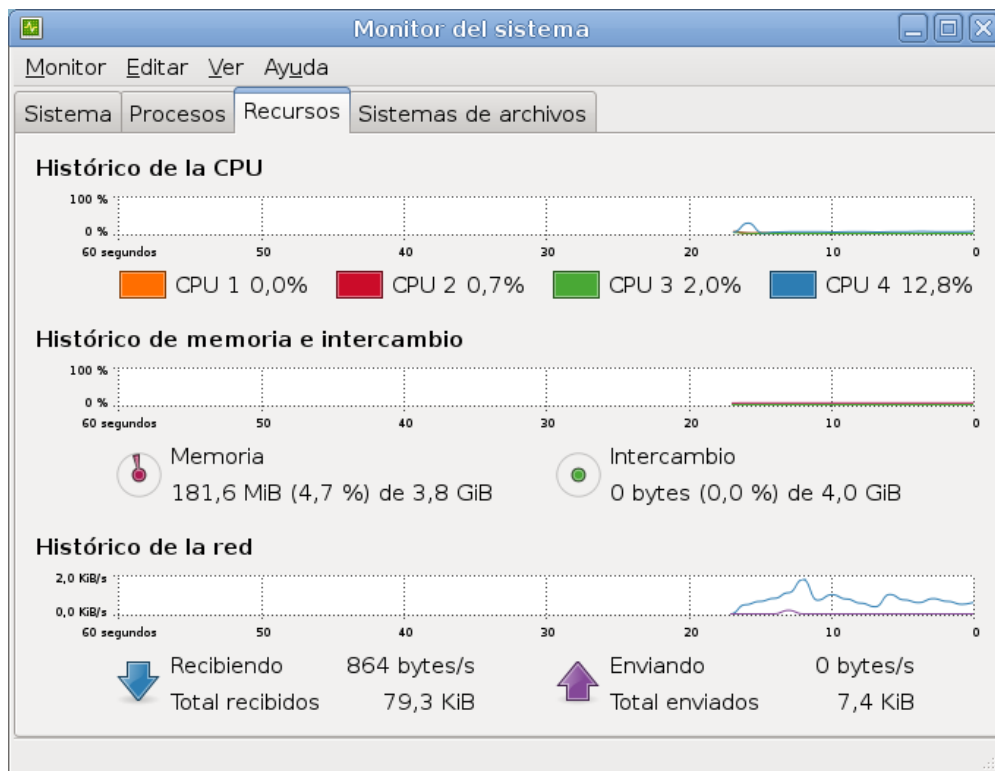 Monitor del sistema
Monitor Editar Ver Ayuda
Sistema Procesos Recursos Sistemas de archivos
Histórico de la CPU
100 %
0 %
60 segundos 50 40 30 20 10 0
CPU 1 0,0% CPU 2 0,7% CPU 3 2,0% CPU 4 12,8%
Histórico de memoria e intercambio
100 %
0 %
60 segundos 50 40 30 20 10 0
Memoria Intercambio
181,6 MiB (4,7 %) de 3,8 GiB 0 bytes (0,0 %) de 4,0 GiB
Histórico de la red
2,0 KiB/s
0,0 KiB/s
60 segundos 50 40 30 20 10 0
Recibiendo 864 bytes/s Enviando 0 bytes/s
Total recibidos 79,3 KiB Total enviados 7,4 KiB